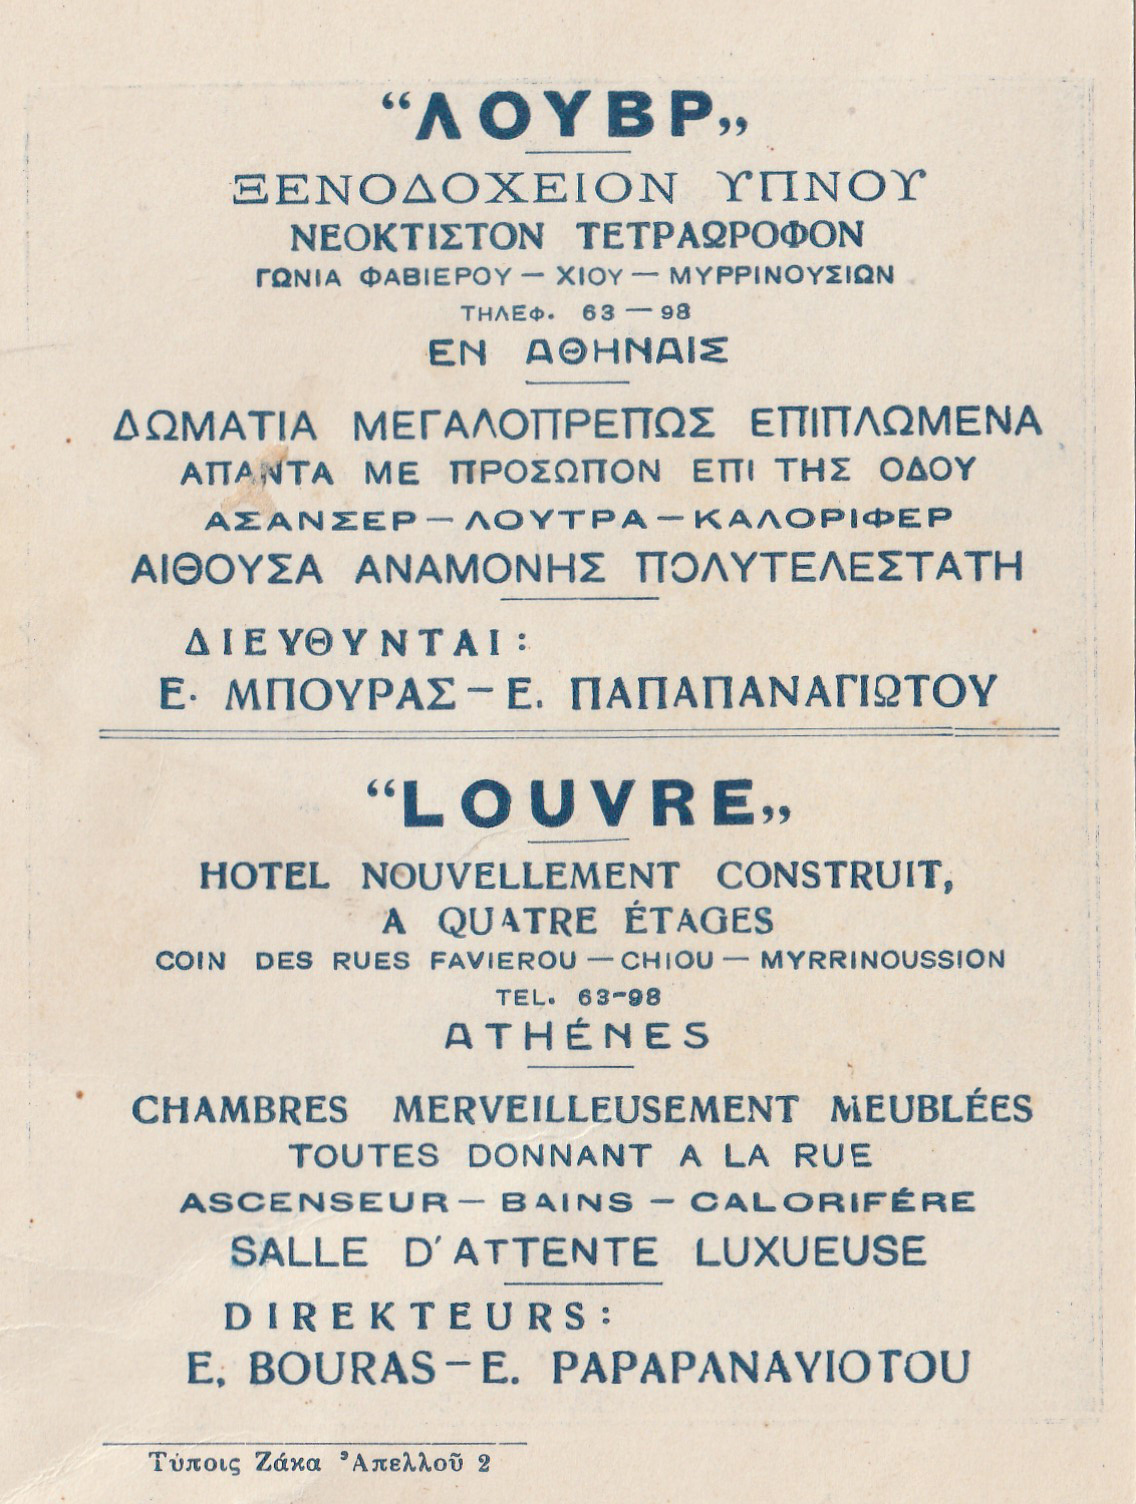 “ΛΟΥΒΡ„
ΞΕΝΟΔΟΧΕΙΟΝ ΥΠΝΟΥ
ΝΕΟΚΤΙΣΤΟΝ ΤΕΤΡΑΩΡΟΦΟΝ
ΓΩΝΙΑ ΦΑΒΙΕΡΟΥ — ΧΙΟΥ — ΜΥΡΡΙΝΟΥΣΙΩΝ
ΤΗΛΕΦ. 63 — 98
ΕΝ ΑΘΗΝΑΙΣ
ΔΩΜΑΤΙΑ ΜΕΓΑΛΟΠΡΕΠΩΣ ΕΠΙΠΛΩΜΕΝΑ
ΑΠΑΝΤΑ ΜΕ ΠΡΟΣΩΠΟΝ ΕΠΙ ΤΗΣ ΟΔΟΥ
ΑΣΑΝΣΕΡ — ΛΟΥΤΡΑ — ΚΑΛΟΡΙΦΕΡ
ΑΙΘΟΥΣΑ ΑΝΑΜΟΝΗΣ ΠΟΛΥΤΕΛΕΣΤΑΤΗ
ΔΙΕΥΘΥΝΤΑΙ:
Ε· ΜΠΟΥΡΑΣ — Ε. ΠΑΠΑΠΑΝΑΓΙΩΤΟΥ
“LOUVRE„
HOTEL NOUVELLEMENT CONSTRUIT,
A QUATRE ÉTAGES
COIN DES RUES FAVIEROU — CHIOU — MYRRINOUSSION
TEL. 63-98
ATHÉNES
CHAMBRES MERVEILLEUSEMENT MEUBLÉES
TOUTES DONNANT A LA RUE
ASCENSEUR — BAINS — CALORIFÉRE
SALLE D'ATTENTE LUXUEUSE
DIREKTEURS:
E, BOURAS — E. PAPAPANAYIOTOU
Τύποις Ζάκα Ἀπελλοῦ 2